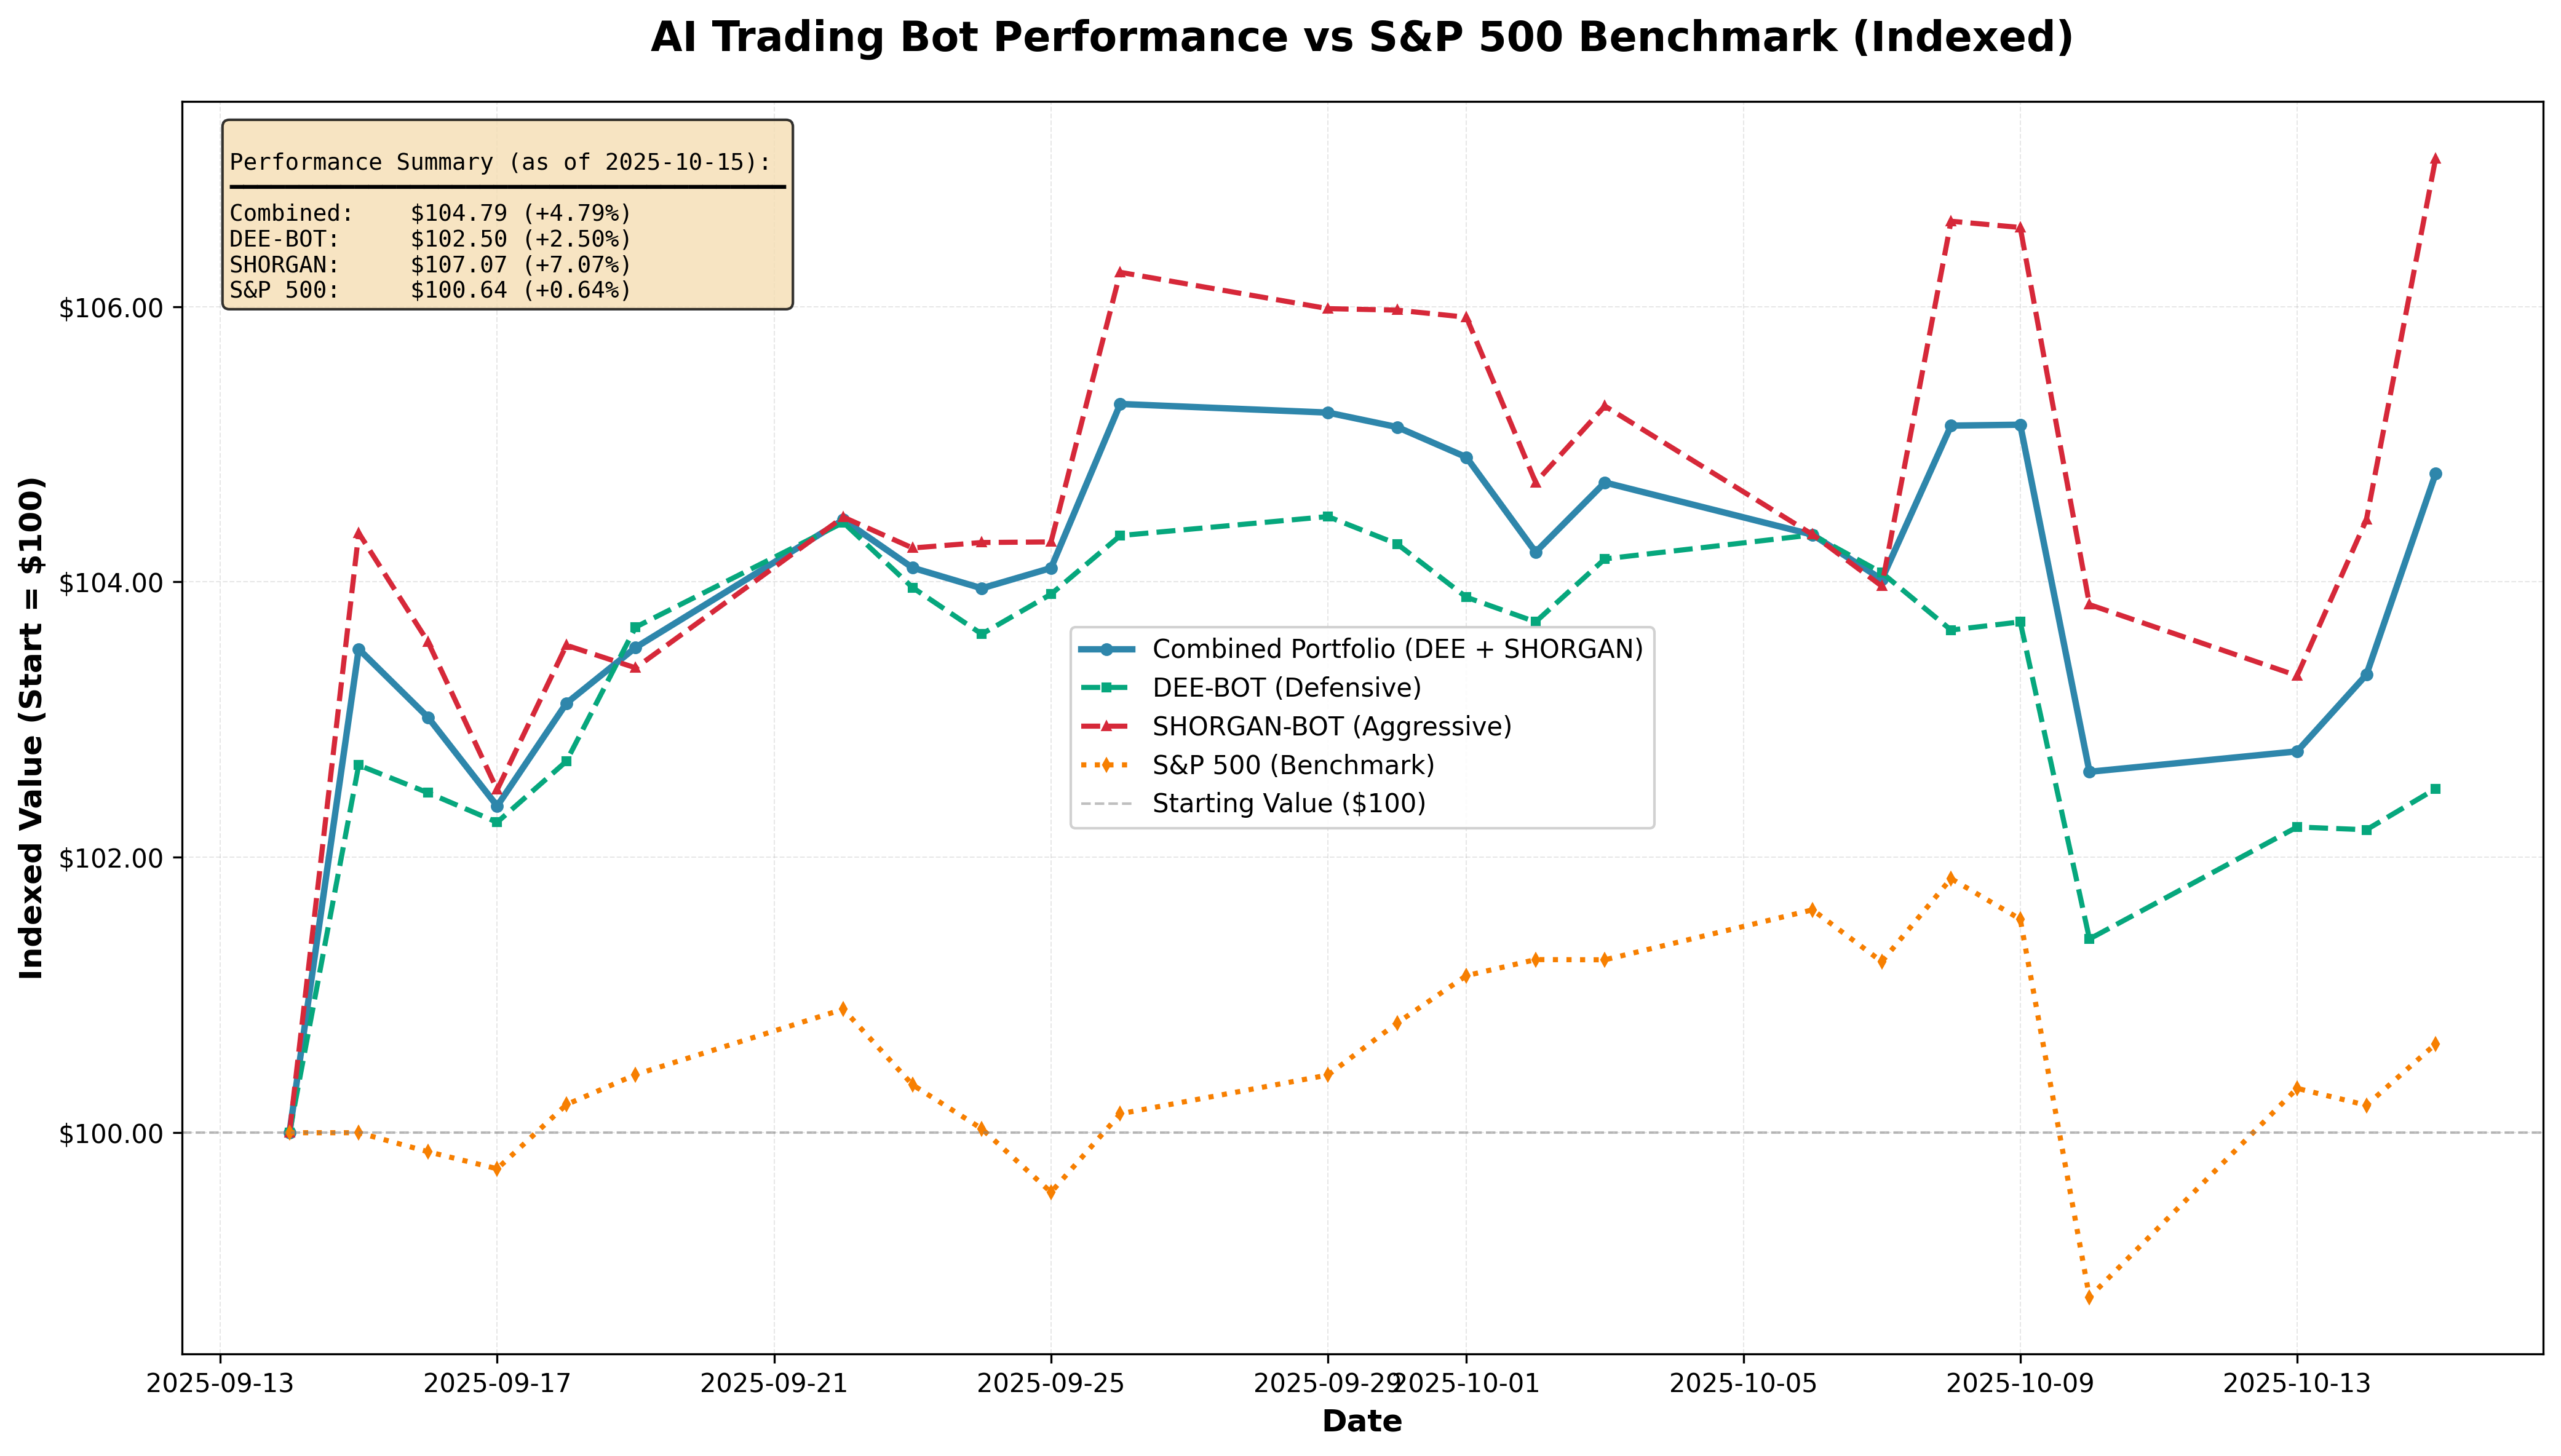 AI Trading Bot Performance vs S&P 500 Benchmark (Indexed)
Performance Summary (as of 2025-10-15):
Combined: $104.79 (+4.79%)
DEE-BOT: $102.50 (+2.50%)
SHORGAN: $107.07 (+7.07%)
S&P 500: $100.64 (+0.64%)
Indexed Value (Start = $100)
$106.00
$104.00
$102.00
$100.00
Combined Portfolio (DEE + SHORGAN)
DEE-BOT (Defensive)
SHORGAN-BOT (Aggressive)
S&P 500 (Benchmark)
Starting Value ($100)
2025-09-13 2025-09-17 2025-09-21 2025-09-25 2025-09-29 2025-10-01 2025-10-05 2025-10-09 2025-10-13
Date